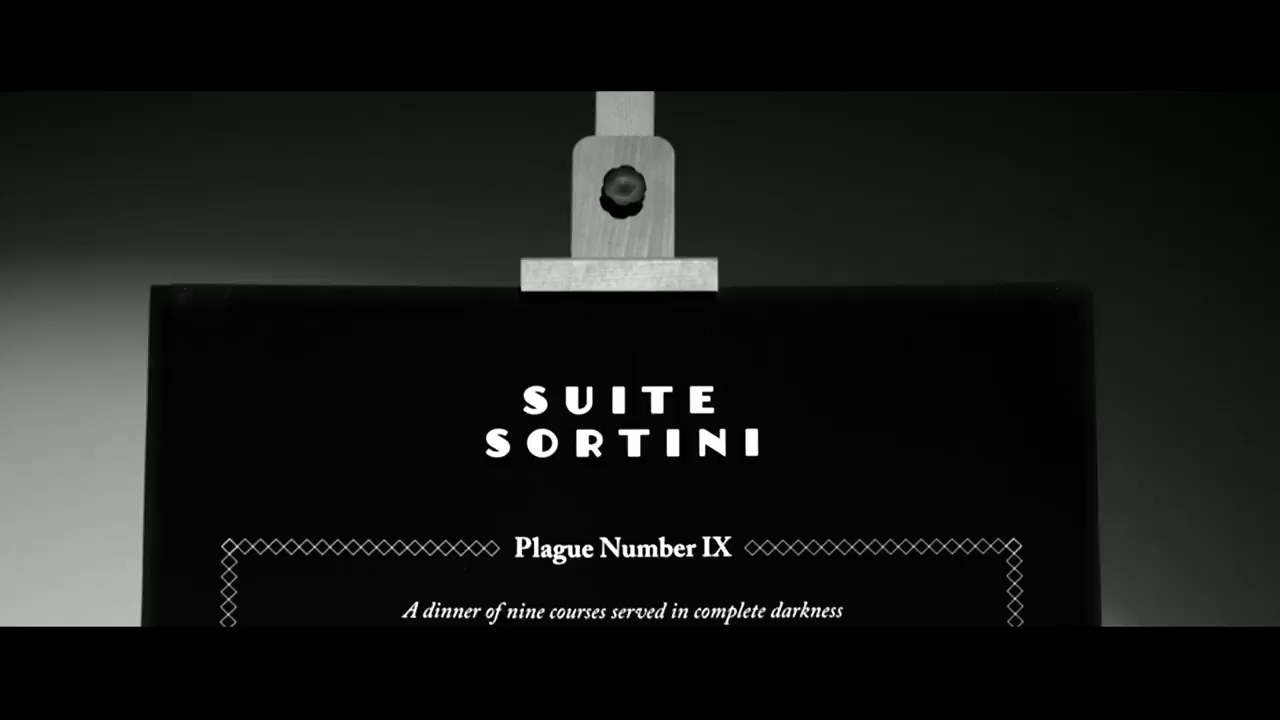 SUITE
SORTINI
Plague Number IX
A dinner of nine courses served in complete darkness